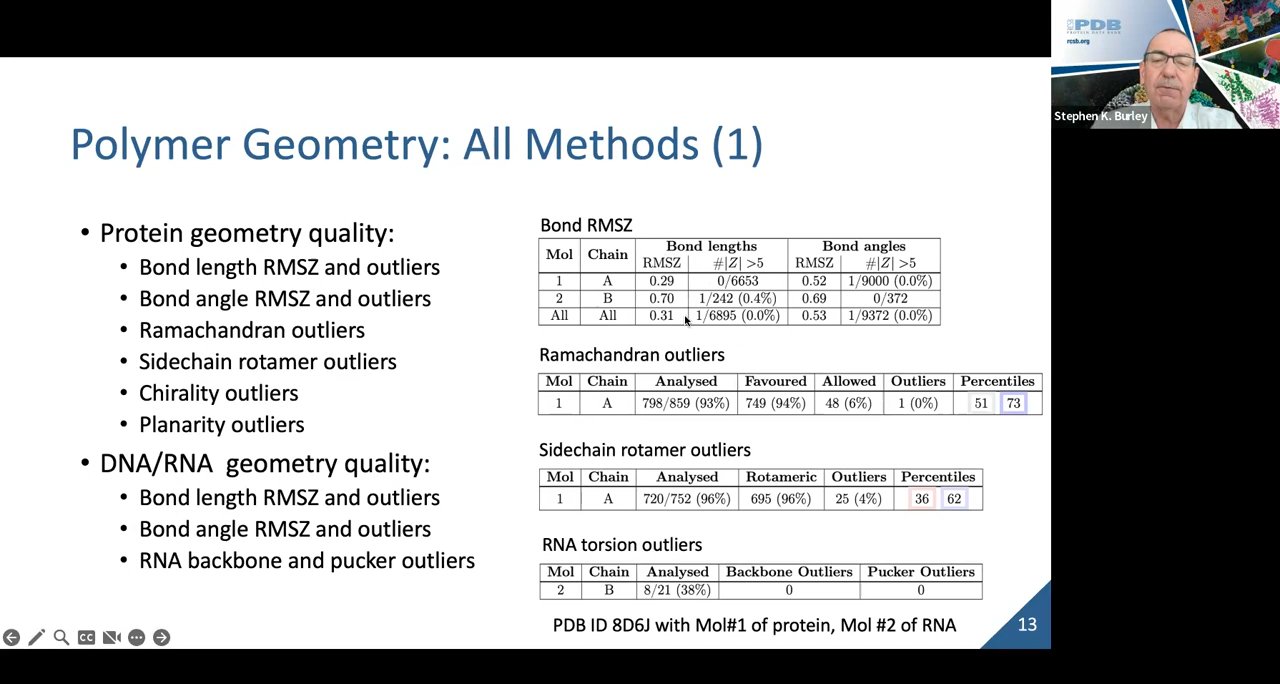 PDB
PROTEIN DATA BANK
rcsb.org
Stephen K. Burley
Polymer Geometry: All Methods (1)
• Protein geometry quality:
• Bond length RMSZ and outliers
• Bond angle RMSZ and outliers
• Ramachandran outliers
• Sidechain rotamer outliers
• Chirality outliers
• Planarity outliers
• DNA/RNA geometry quality:
• Bond length RMSZ and outliers
• Bond angle RMSZ and outliers
• RNA backbone and pucker outliers
Bond RMSZ
Mol Chain Bond lengths Bond angles
RMSZ #|Z| >5 RMSZ #|Z| >5
1 A 0.29 0/6653 0.52 1/9000 (0.0%)
2 B 0.70 1/242 (0.4%) 0.69 0/372
All All 0.31 1/6895 (0.0%) 0.53 1/9372 (0.0%)
Ramachandran outliers
Mol Chain Analysed Favoured Allowed Outliers Percentiles
1 A 798/859 (93%) 749 (94%) 48 (6%) 1 (0%) 51 73
Sidechain rotamer outliers
Mol Chain Analysed Rotameric Outliers Percentiles
1 A 720/752 (96%) 695 (96%) 25 (4%) 36 62
RNA torsion outliers
Mol Chain Analysed Backbone Outliers Pucker Outliers
2 B 8/21 (38%) 0 0
PDB ID 8D6J with Mol#1 of protein, Mol #2 of RNA
13
CC